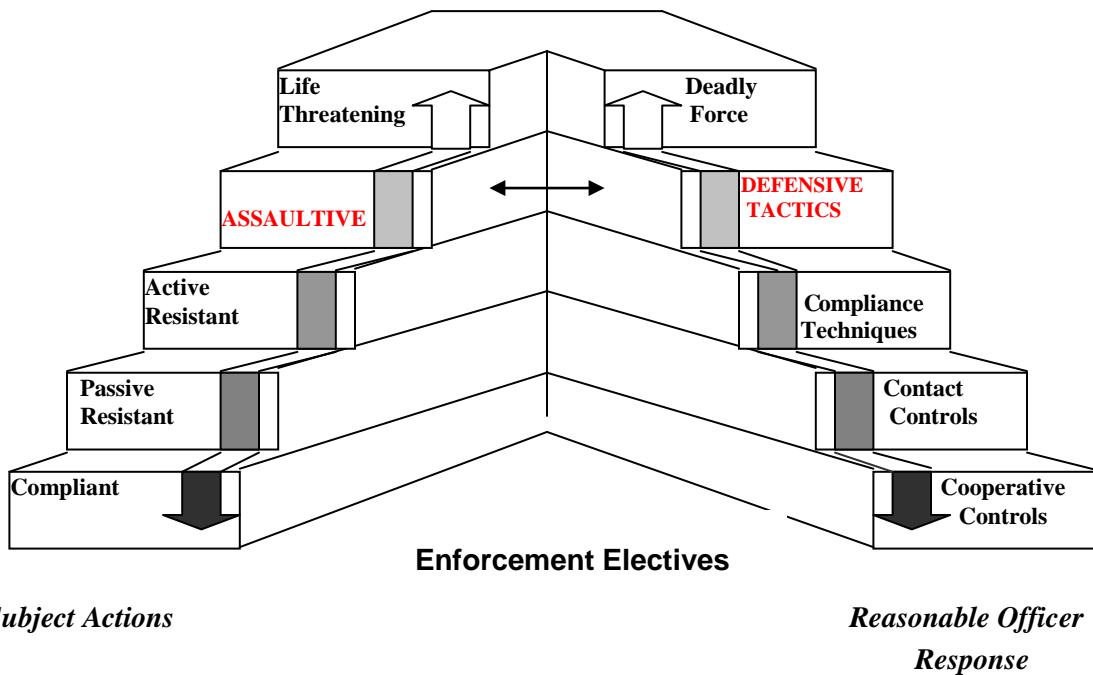 Life
Threatening
Deadly
Force
ASSAULTIVE
DEFENSIVE
TACTICS
Active
Resistant
Compliance
Techniques
Passive
Resistant
Contact
Controls
Compliant
Cooperative
Controls
Enforcement Electives
Subject Actions
Reasonable Officer
Response